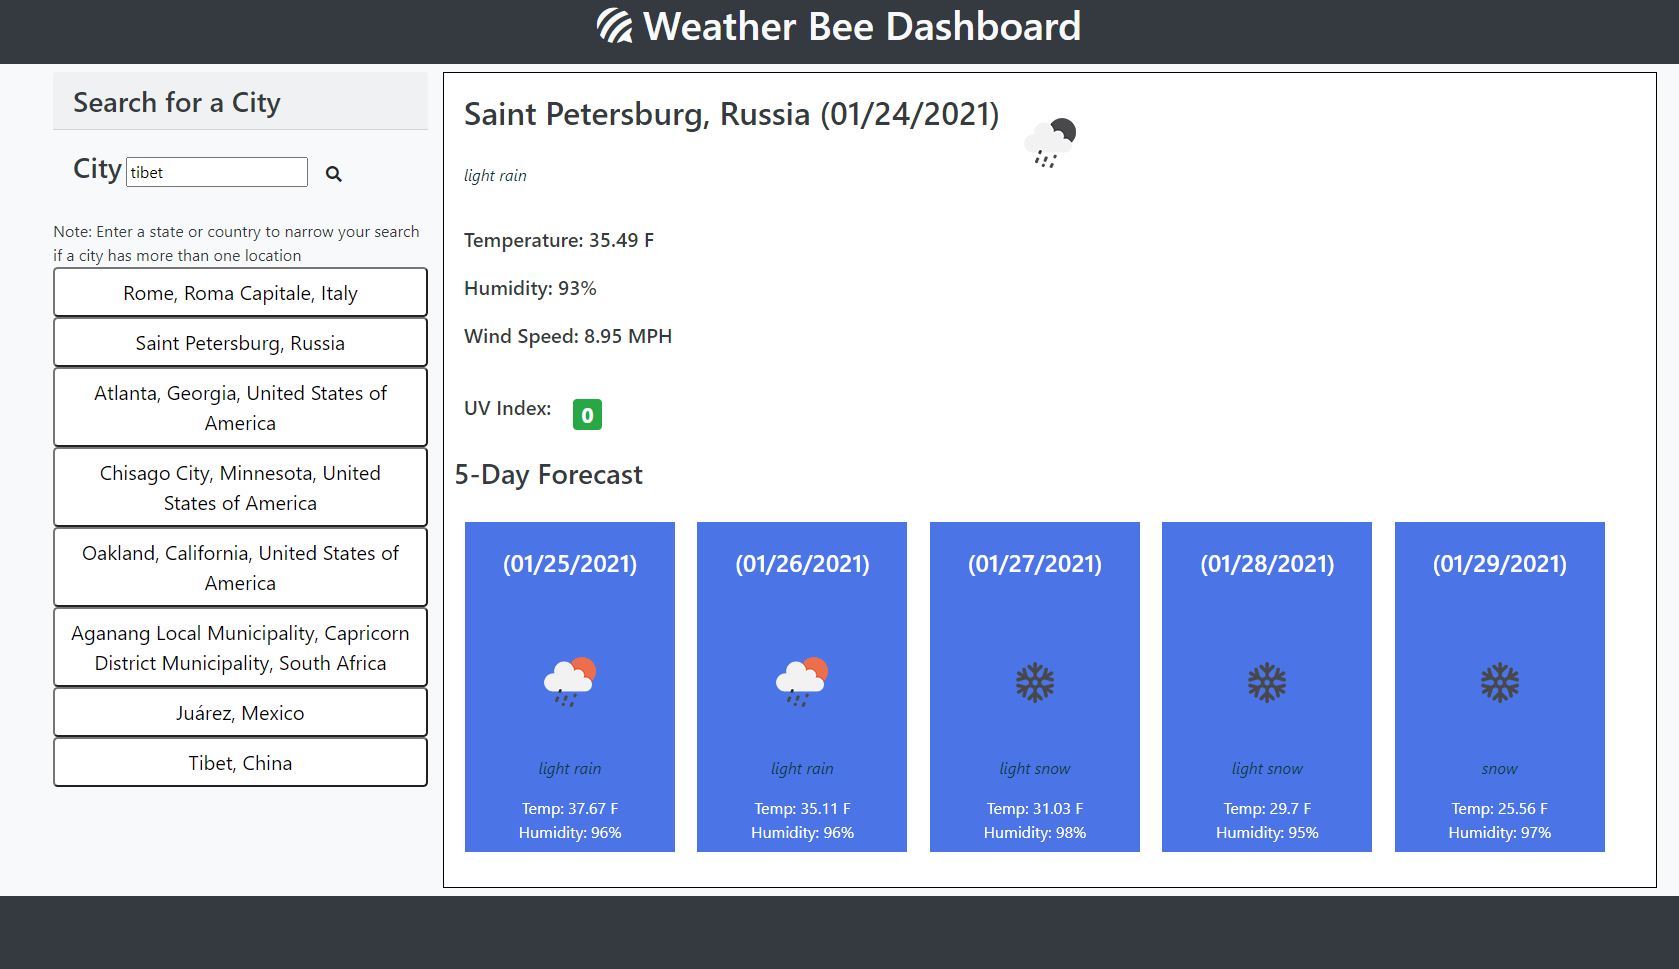 Weather Bee Dashboard
Search for a City
City tibet
Note: Enter a state or country to narrow your search
if a city has more than one location
Rome, Roma Capitale, Italy
Saint Petersburg, Russia
Atlanta, Georgia, United States of
America
Chisago City, Minnesota, United
States of America
Oakland, California, United States of
America
Aganang Local Municipality, Capricorn
District Municipality, South Africa
Juárez, Mexico
Tibet, China
Saint Petersburg, Russia (01/24/2021)
light rain
Temperature: 35.49 F
Humidity: 93%
Wind Speed: 8.95 MPH
UV Index: 0
5-Day Forecast
(01/25/2021)
light rain
Temp: 37.67 F
Humidity: 96%
(01/26/2021)
light rain
Temp: 35.11 F
Humidity: 96%
(01/27/2021)
light snow
Temp: 31.03 F
Humidity: 98%
(01/28/2021)
light snow
Temp: 29.7 F
Humidity: 95%
(01/29/2021)
snow
Temp: 25.56 F
Humidity: 97%